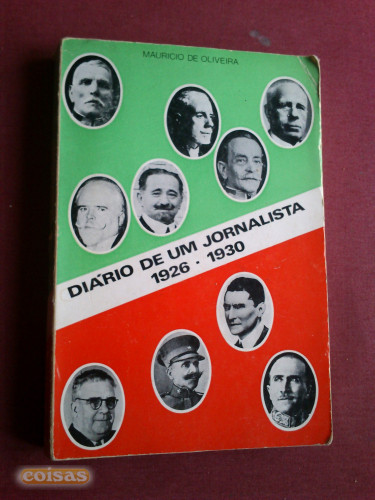 MAURICIO DE OLIVEIRA
DIÁRIO DE UM JORNALISTA
1926 · 1930
coisas